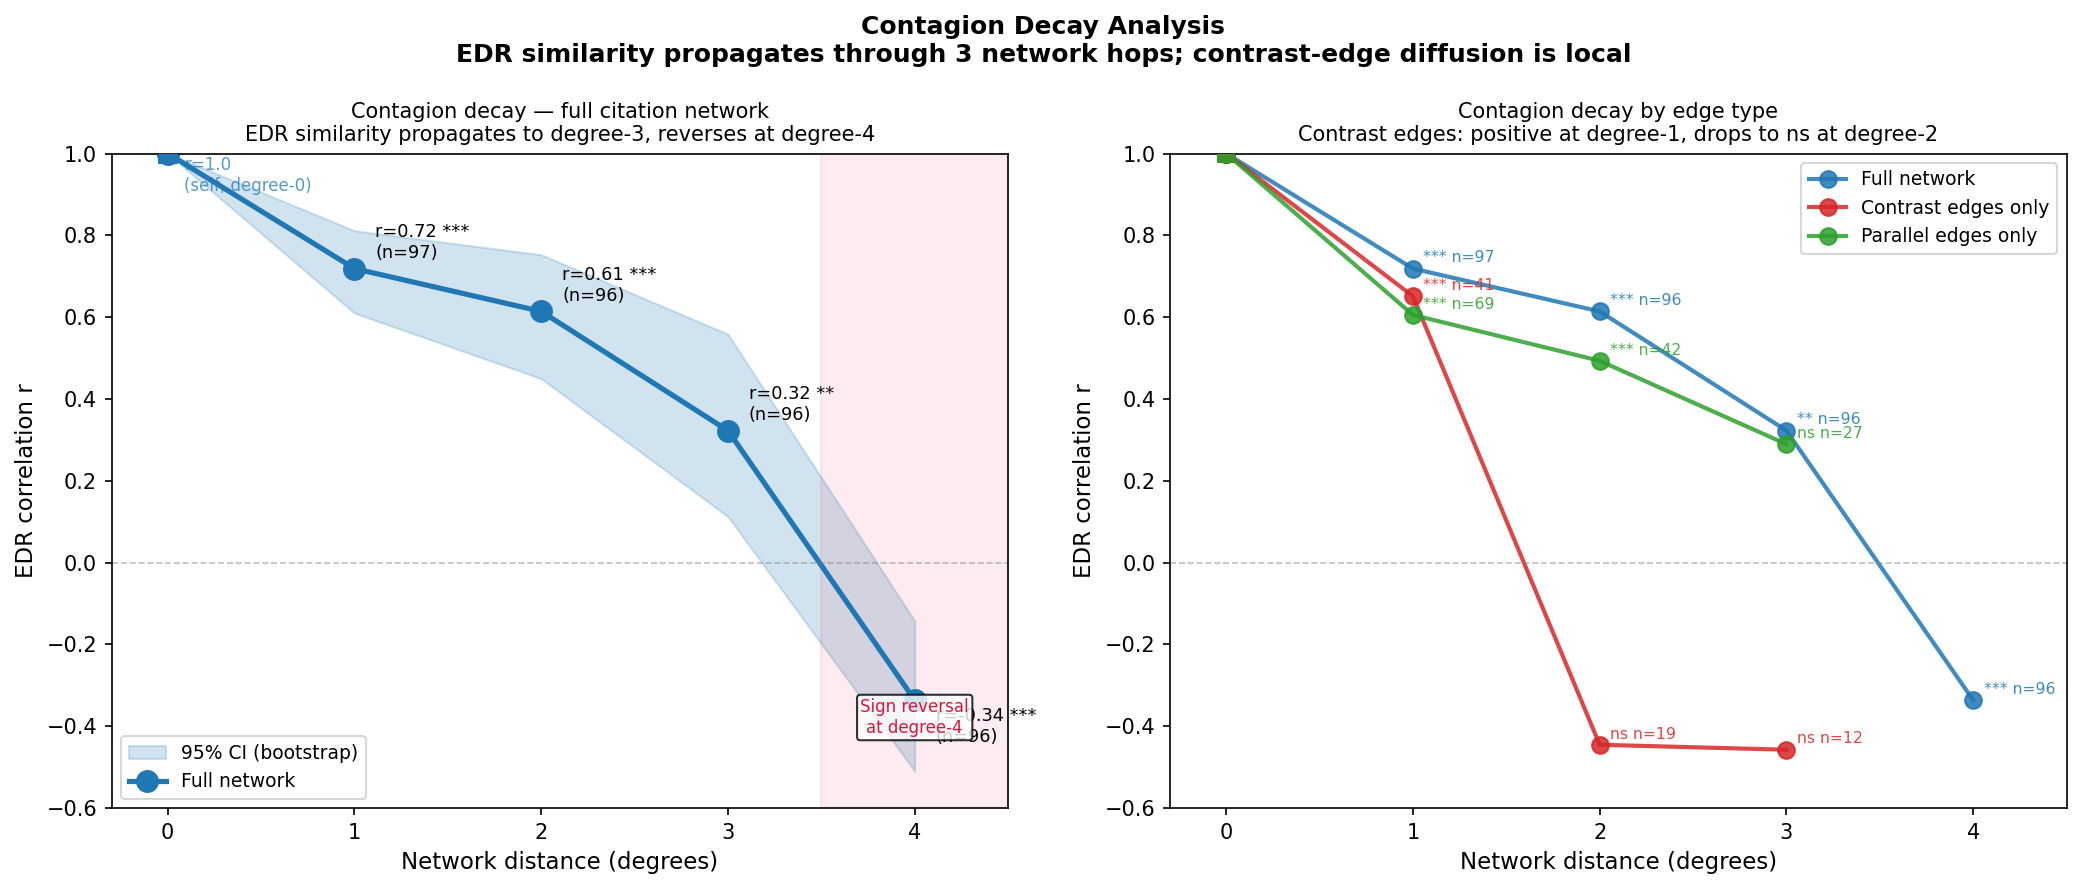 Contagion Decay Analysis
EDR similarity propagates through 3 network hops; contrast-edge diffusion is local
Contagion decay — full citation network
EDR similarity propagates to degree-3, reverses at degree-4
EDR correlation r
1.0
0.8
0.6
0.4
0.2
0.0
−0.2
−0.4
−0.6
r=1.0
(self, degree-0)
r=0.72 ***
(n=97)
r=0.61 ***
(n=96)
r=0.32 **
(n=96)
r=-0.34 ***
(n=96)
Sign reversal
at degree-4
95% CI (bootstrap)
Full network
0 1 2 3 4
Network distance (degrees)
Contagion decay by edge type
Contrast edges: positive at degree-1, drops to ns at degree-2
EDR correlation r
1.0
0.8
0.6
0.4
0.2
0.0
−0.2
−0.4
−0.6
Full network
Contrast edges only
Parallel edges only
*** n=97
*** n=41
*** n=69
*** n=96
*** n=42
** n=96
ns n=27
*** n=96
ns n=19
ns n=12
0 1 2 3 4
Network distance (degrees)